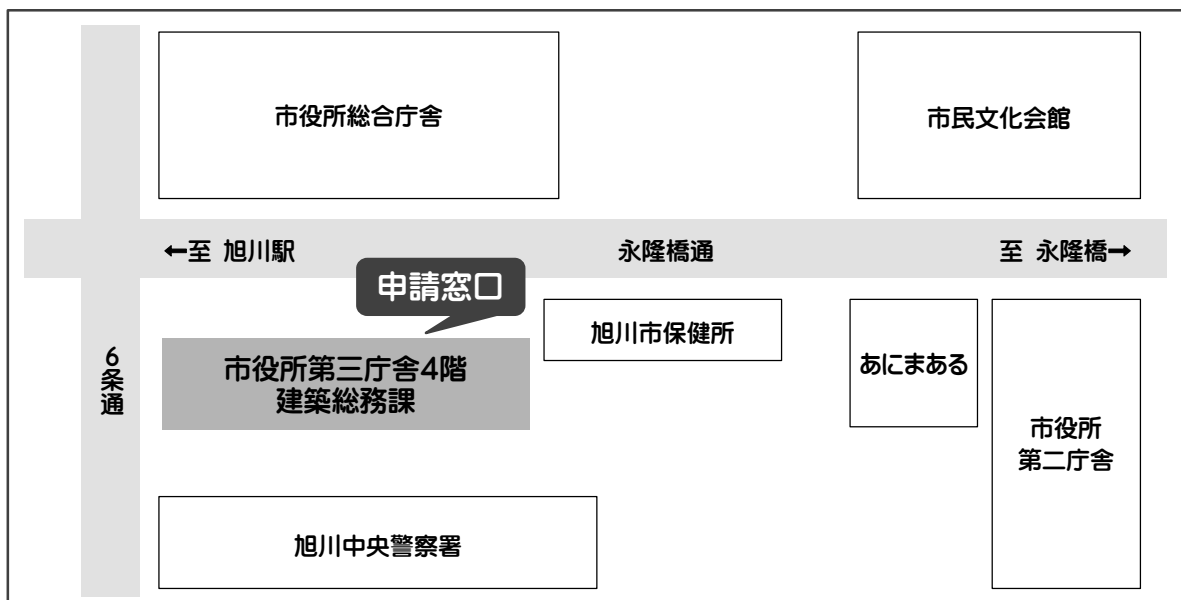 市役所総合庁舎
市民文化会館
←至 旭川駅
永隆橋通
至 永隆橋→
申請窓口
旭川市保健所
6条通
市役所第三庁舎4階
建築総務課
あにまある
市役所
第二庁舎
旭川中央警察署